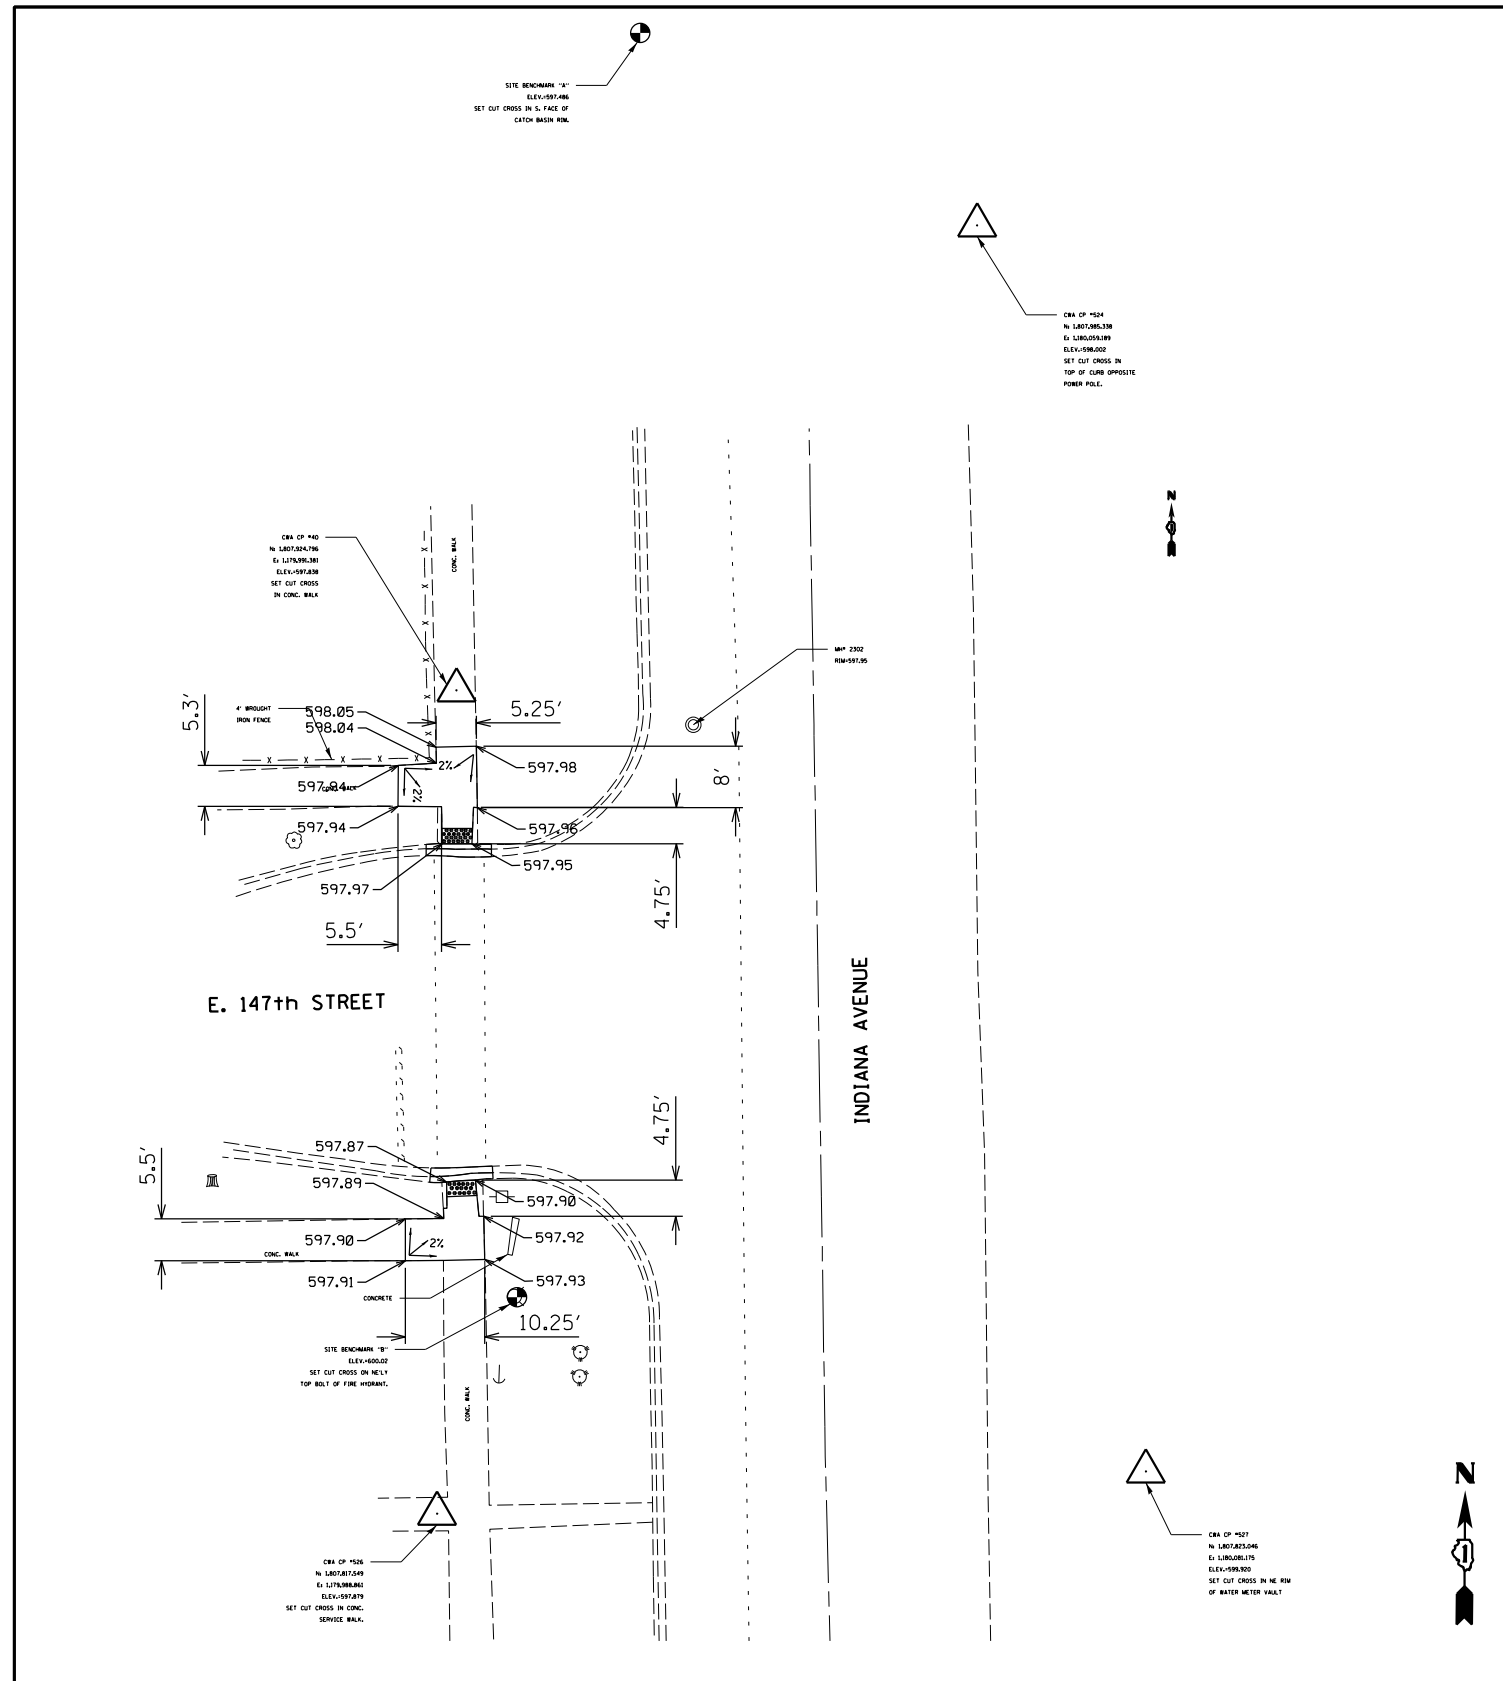 SITE BENCHMARK "A"
ELEV.=597.486
SET CUT CROSS IN S. FACE OF
CATCH BASIN RIM.
CWA CP #524
N: 1,807,985.338
E: 1,180,059.189
ELEV.=598.002
SET CUT CROSS IN
TOP OF CURB OPPOSITE
POWER POLE.
N
CWA CP #40
N: 1,807,924.796
E: 1,179,991.381
ELEV.=597.838
SET CUT CROSS
IN CONC. WALK
CONC. WALK
MH# 2302
RIM=597.95
4' WROUGHT
IRON FENCE
5.3'
598.05
598.04
5.25'
2%
597.98
597.94
CONC. WALK
2%
8'
597.94
597.96
597.95
597.97
4.75'
5.5'
E. 147th STREET
INDIANA AVENUE
4.75'
5.5'
597.87
597.89
597.90
597.90
2%
597.92
CONC. WALK
597.91
597.93
CONCRETE
10.25'
SITE BENCHMARK "B"
ELEV.=600.02
SET CUT CROSS ON NE'LY
TOP BOLT OF FIRE HYDRANT.
CONC. WALK
N
1
CWA CP #526
N: 1,807,817.549
E: 1,179,988.861
ELEV.=597.879
SET CUT CROSS IN CONC.
SERVICE WALK.
CWA CP #527
N: 1,807,823.046
E: 1,180,081.175
ELEV.=599.920
SET CUT CROSS IN NE RIM
OF WATER METER VAULT